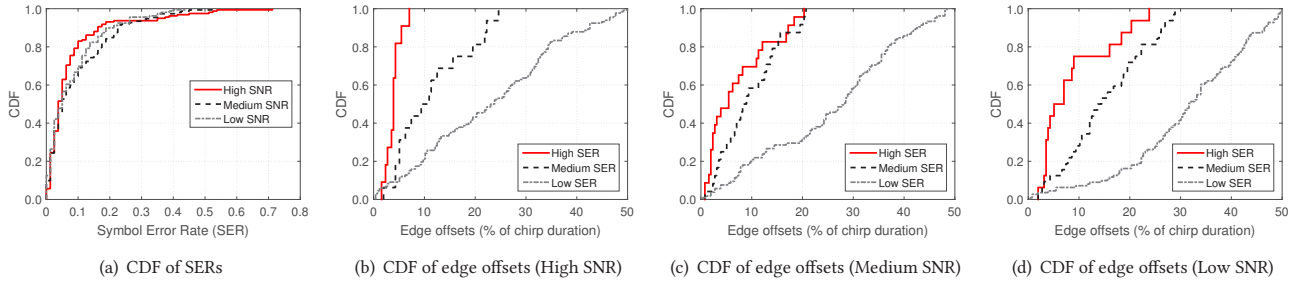 1.0
0.8
0.6
0.4
0.2
0.0
CDF
0 0.1 0.2 0.3 0.4 0.5 0.6 0.7 0.8
Symbol Error Rate (SER)
High SNR
Medium SNR
Low SNR
(a) CDF of SERs
1.0
0.8
0.6
0.4
0.2
0.0
CDF
0 10 20 30 40 50
Edge offsets (% of chirp duration)
High SER
Medium SER
Low SER
(b) CDF of edge offsets (High SNR)
1.0
0.8
0.6
0.4
0.2
0.0
CDF
0 10 20 30 40 50
Edge offsets (% of chirp duration)
High SER
Medium SER
Low SER
(c) CDF of edge offsets (Medium SNR)
1.0
0.8
0.6
0.4
0.2
0.0
CDF
0 10 20 30 40 50
Edge offsets (% of chirp duration)
High SER
Medium SER
Low SER
(d) CDF of edge offsets (Low SNR)